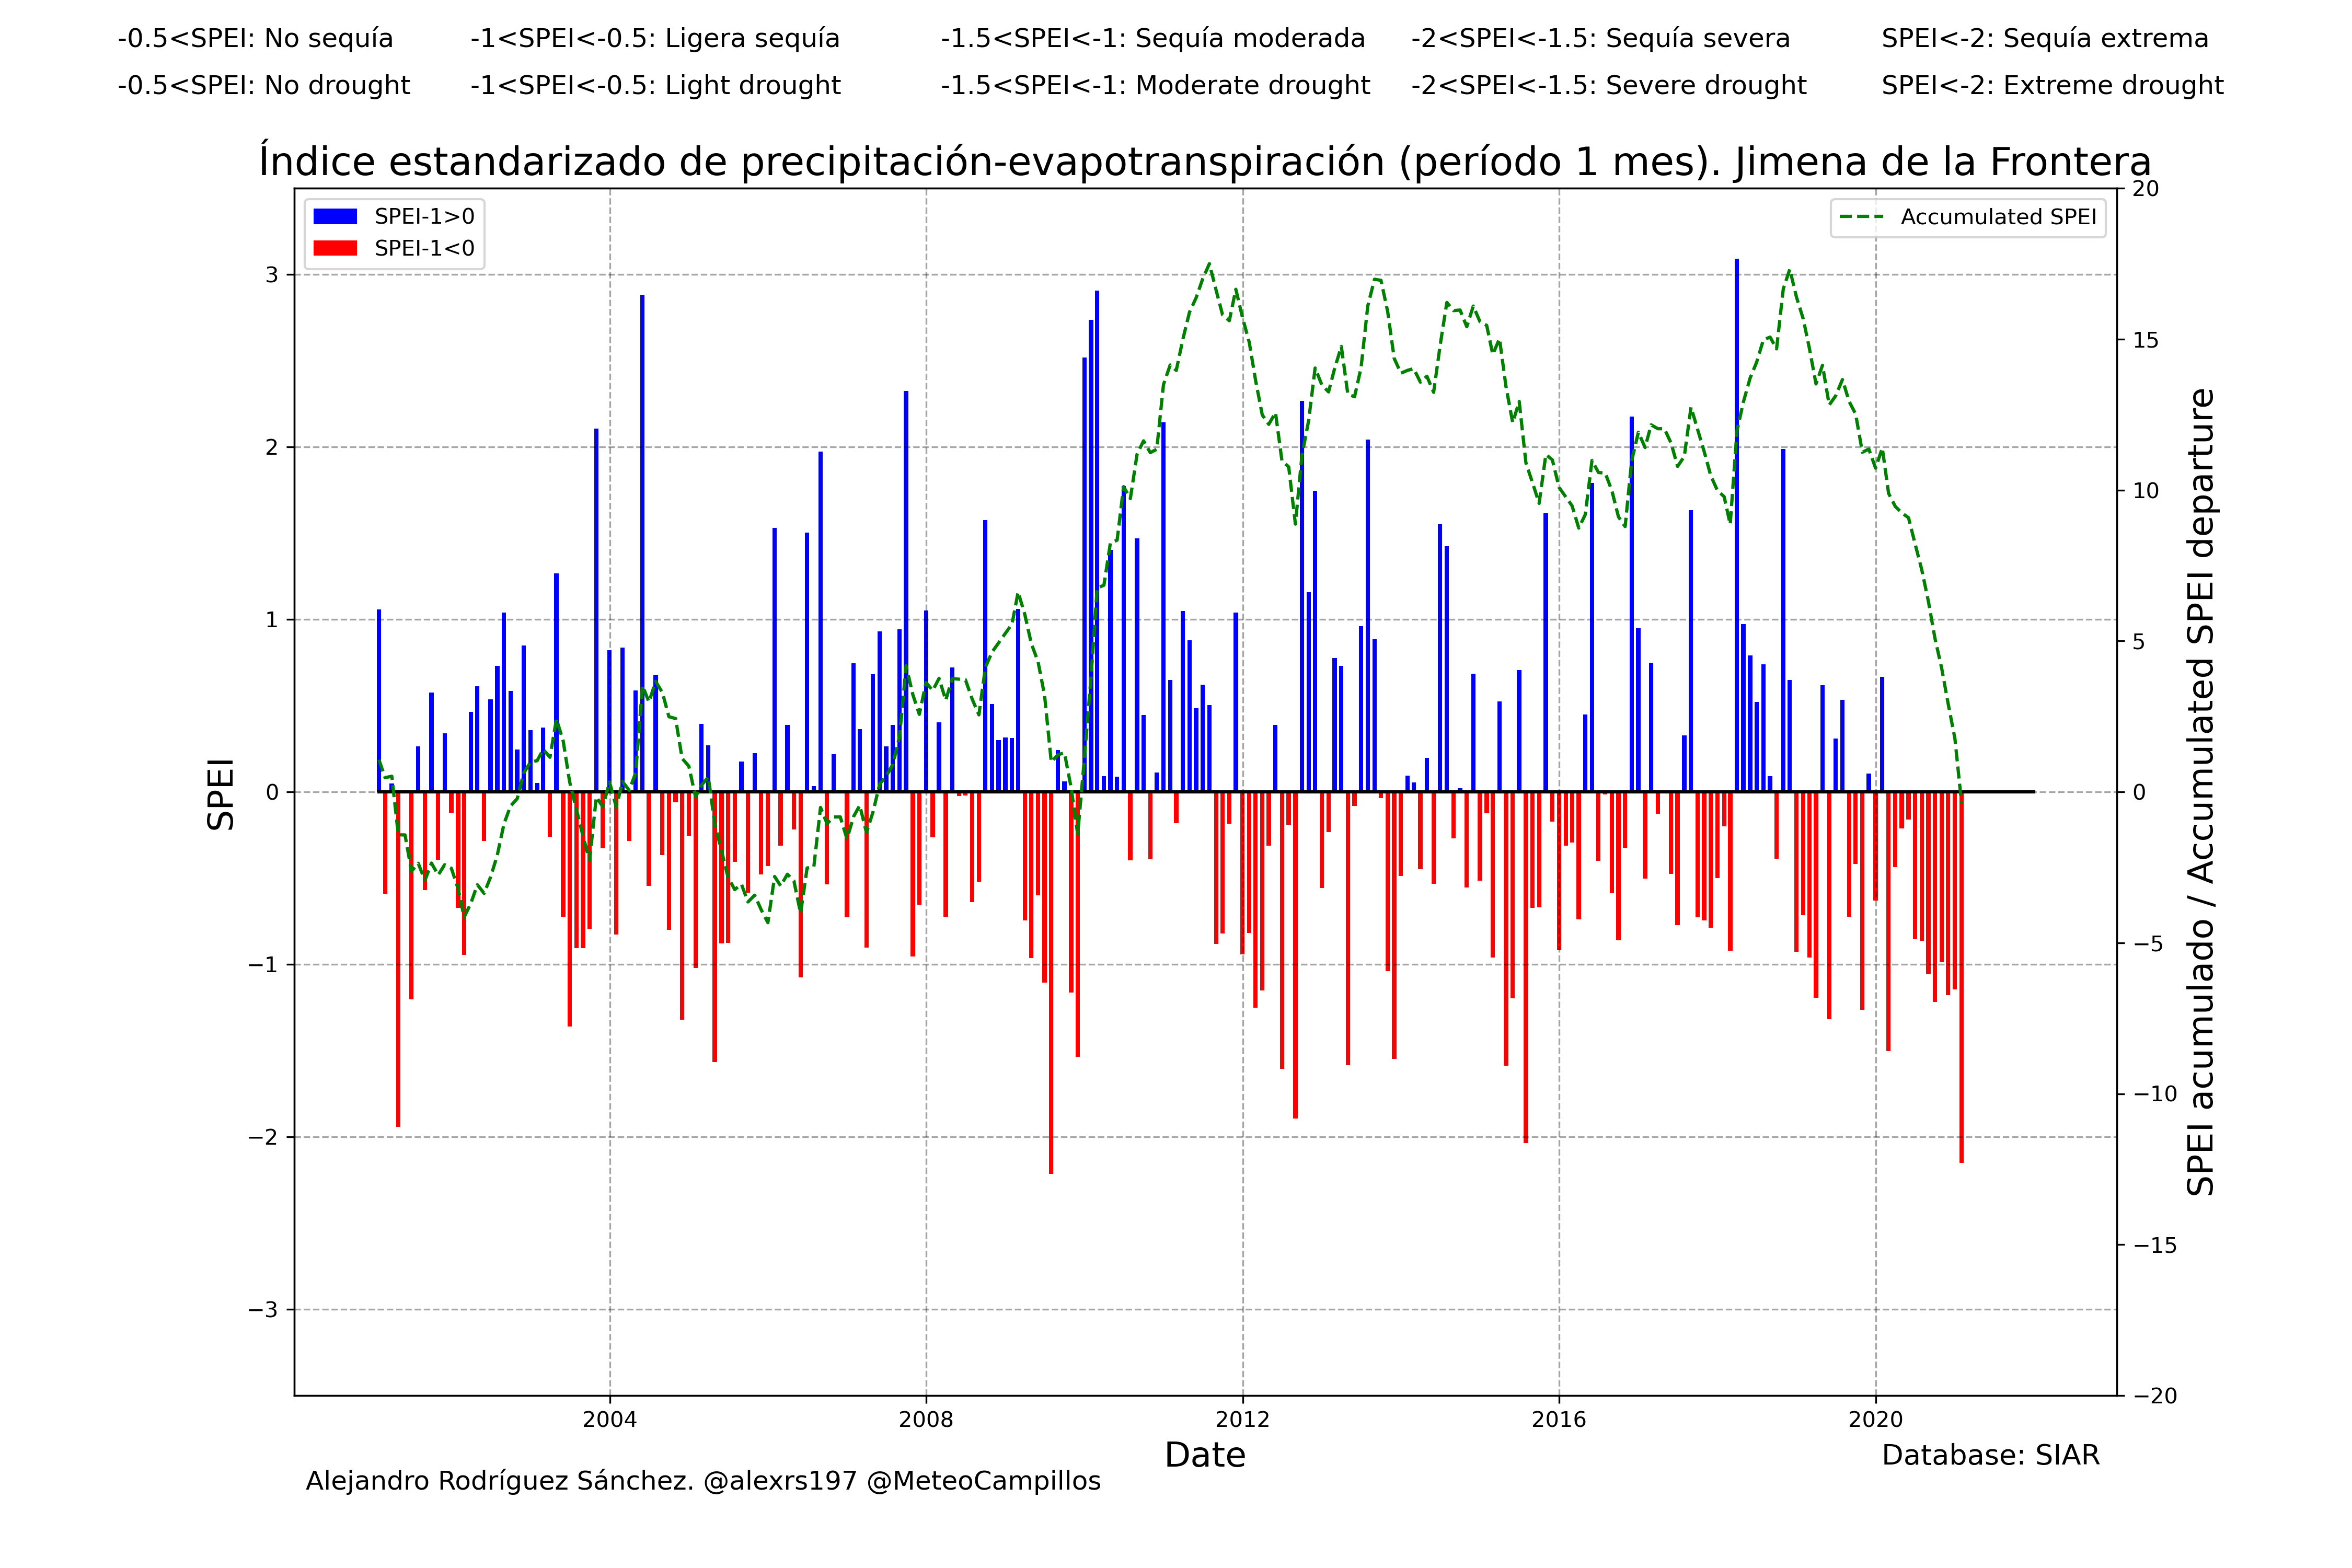 -0.5<SPEI: No sequía -1<SPEI<-0.5: Ligera sequía -1.5<SPEI<-1: Sequía moderada -2<SPEI<-1.5: Sequía severa SPEI<-2: Sequía extrema
-0.5<SPEI: No drought -1<SPEI<-0.5: Light drought -1.5<SPEI<-1: Moderate drought -2<SPEI<-1.5: Severe drought SPEI<-2: Extreme drought
Índice estandarizado de precipitación-evapotranspiración (período 1 mes). Jimena de la Frontera
SPEI-1>0
SPEI-1<0
Accumulated SPEI
SPEI
3
2
1
0
−1
−2
−3
20
15
10
5
0
−5
−10
−15
−20
SPEI acumulado / Accumulated SPEI departure
2004 2008 2012 2016 2020
Date
Database: SIAR
Alejandro Rodríguez Sánchez. @alexrs197 @MeteoCampillos